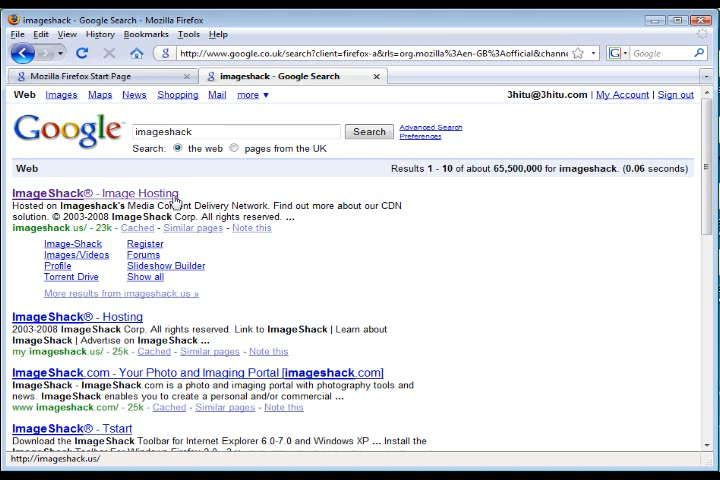 imageshack - Google Search - Mozilla Firefox
File Edit View History Bookmarks Tools Help
http://www.google.co.uk/search?client=firefox-a&rls=org.mozilla%3Aen-GB%3Aofficial&channe
G Google
Mozilla Firefox Start Page
imageshack - Google Search
Web Images Maps News Shopping Mail more ▼
3hitu@3hitu.com | My Account | Sign out
Google
imageshack
Search
Advanced Search
Preferences
Search: the web pages from the UK
Web
Results 1 - 10 of about 65,500,000 for imageshack. (0.06 seconds)
ImageShack® - Image Hosting
Hosted on Imageshack's Media Content Delivery Network. Find out more about our CDN
solution. © 2003-2008 ImageShack Corp. All rights reserved. ...
imageshack.us/ - 23k - Cached - Similar pages - Note this
Image-Shack Register
Images/Videos Forums
Profile Slideshow Builder
Torrent Drive Show all
More results from imageshack.us »
ImageShack® - Hosting
2003-2008 ImageShack Corp. All rights reserved. Link to ImageShack | Learn about
ImageShack | Advertise on ImageShack ...
my.imageshack.us/ - 25k - Cached - Similar pages - Note this
ImageShack.com - Your Photo and Imaging Portal [imageshack.com]
ImageShack - ImageShack.com is a photo and imaging portal with photography tools and
news. ImageShack enables you to create a personal and/or commercial ...
www.imageshack.com/ - 25k - Cached - Similar pages - Note this
ImageShack® - Tstart
Download the ImageShack Toolbar for Internet Explorer 6.0-7.0 and Windows XP ... Install the
http://imageshack.us/